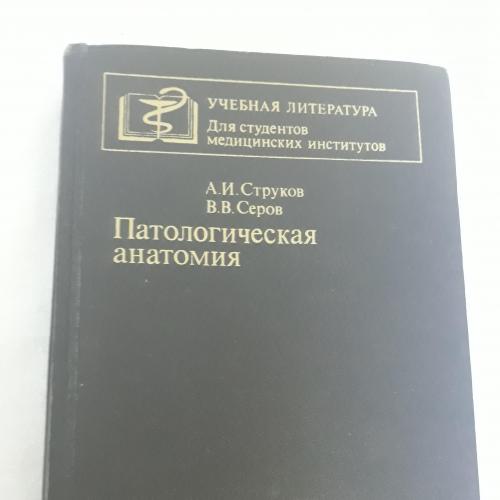 УЧЕБНАЯ ЛИТЕРАТУРА
Для студентов
медицинских институтов
А.И.Струков
В.В.Серов
Патологическая
анатомия